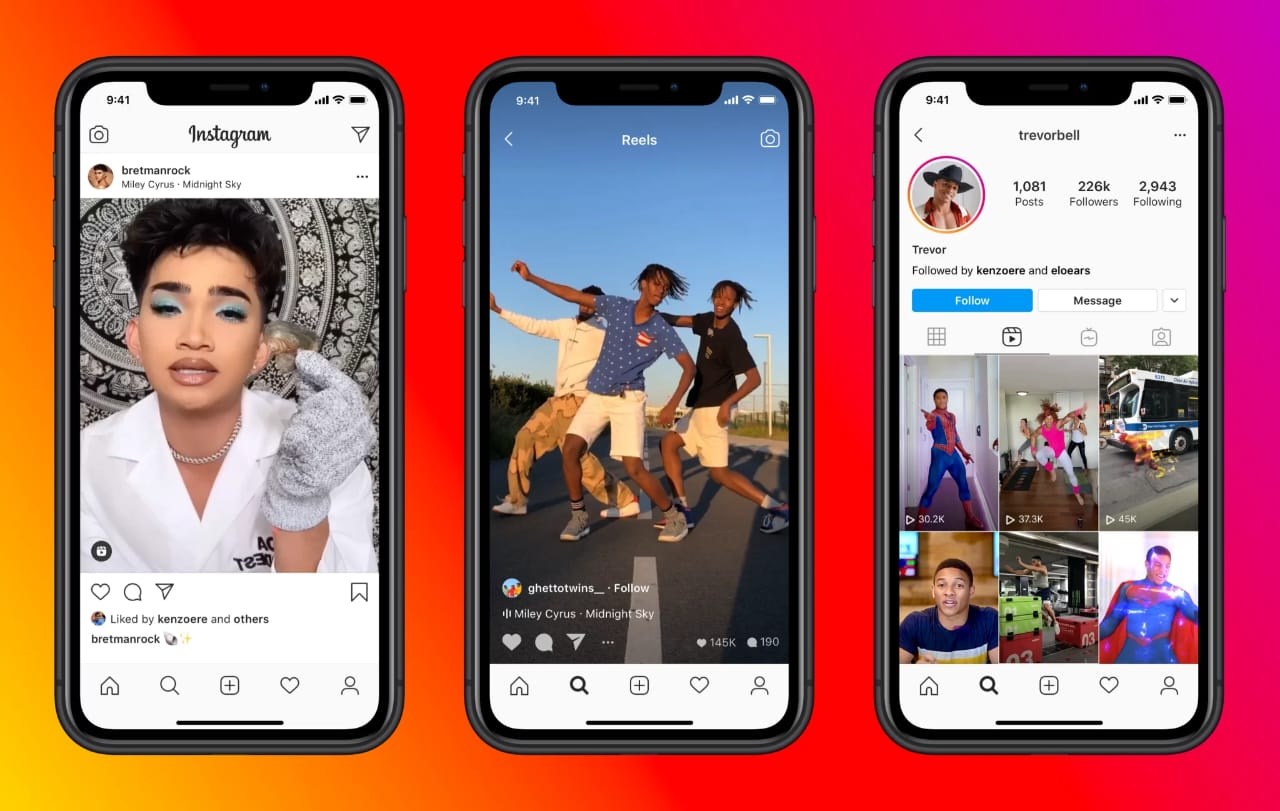 9:41
Instagram
bretmanrock
Miley Cyrus · Midnight Sky
Liked by kenzoere and others
bretmanrock 🐚✨
9:41
Reels
ghettotwins__ · Follow
Miley Cyrus · Midnight Sky
145K 190
9:41
trevorbell
1,081 226k 2,943
Posts Followers Following
Trevor
Followed by kenzoere and eloears
Follow Message
30.2K 37.3K 45K
03
03